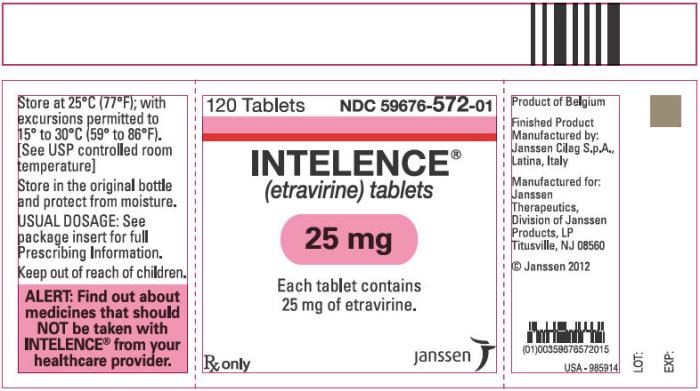 Store at 25°C (77°F); with
excursions permitted to
15° to 30°C (59° to 86°F).
[See USP controlled room
temperature]
Store in the original bottle
and protect from moisture.
USUAL DOSAGE: See
package insert for full
Prescribing Information.
Keep out of reach of children.
ALERT: Find out about
medicines that should
NOT be taken with
INTELENCE® from your
healthcare provider.
120 Tablets NDC 59676-572-01
INTELENCE®
(etravirine) tablets
25 mg
Each tablet contains
25 mg of etravirine.
Rx only
janssen
Product of Belgium
Finished Product
Manufactured by:
Janssen Cilag S.p.A.,
Latina, Italy
Manufactured for:
Janssen
Therapeutics,
Division of Janssen
Products, LP
Titusville, NJ 08560
© Janssen 2012
(01)00359676572015
USA - 985914
LOT:
EXP: